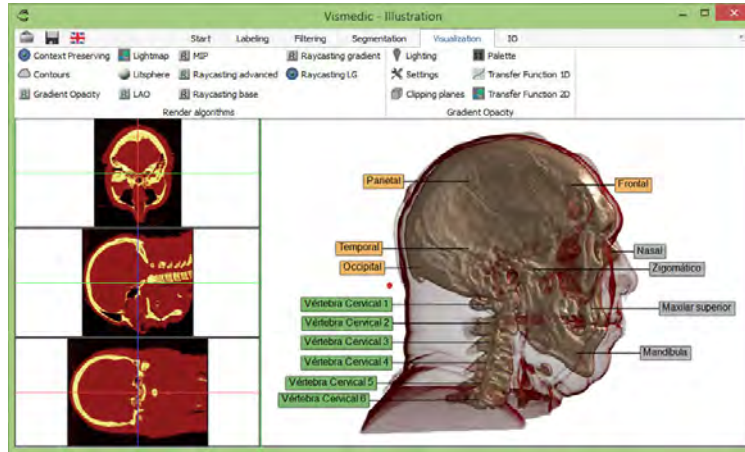 Vismedic - Illustration
Start Labeling Filtering Segmentation Visualization IO
Context Preserving Lightmap MIP Raycasting gradient Lighting Palette
Contours Litsphere Raycasting advanced Raycasting LG Settings Transfer Function 1D
Gradient Opacity LAO Raycasting base Clipping planes Transfer Function 2D
Render algorithms Gradient Opacity
Parietal
Frontal
Temporal
Nasal
Occipital
Zigomático
Vértebra Cervical 1
Maxilar superior
Vértebra Cervical 2
Vértebra Cervical 3
Mandíbula
Vértebra Cervical 4
Vértebra Cervical 5
Vértebra Cervical 6